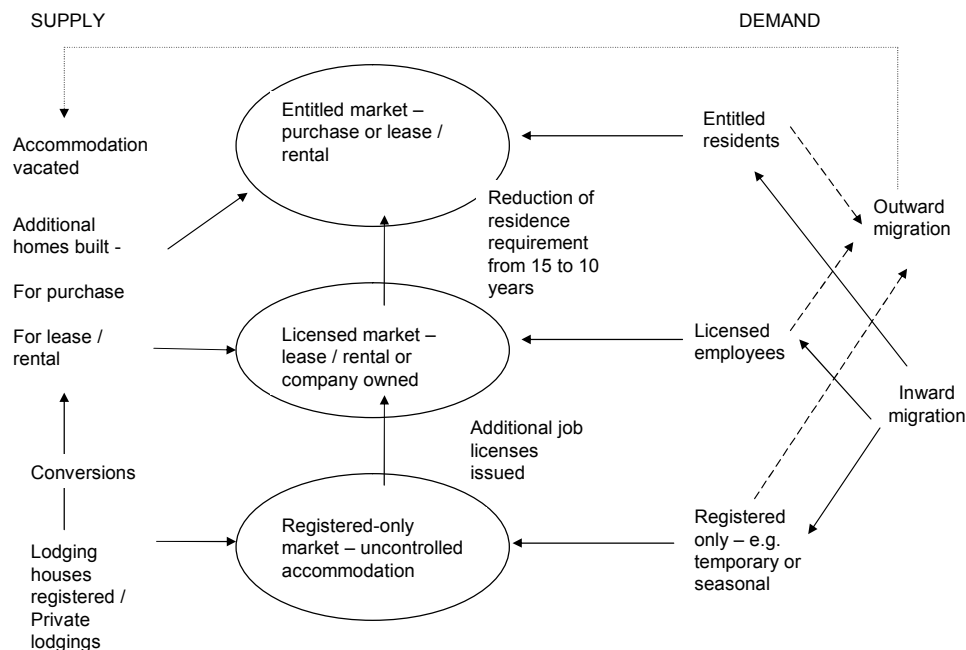 SUPPLY
DEMAND
Accommodation
vacated
Additional
homes built -
For purchase
For lease /
rental
Conversions
Lodging
houses
registered /
Private
lodgings
Entitled market –
purchase or lease /
rental
Reduction of
residence
requirement
from 15 to 10
years
Licensed market –
lease / rental or
company owned
Additional job
licenses
issued
Registered-only
market – uncontrolled
accommodation
Entitled
residents
Licensed
employees
Registered
only – e.g.
temporary or
seasonal
Outward
migration
Inward
migration